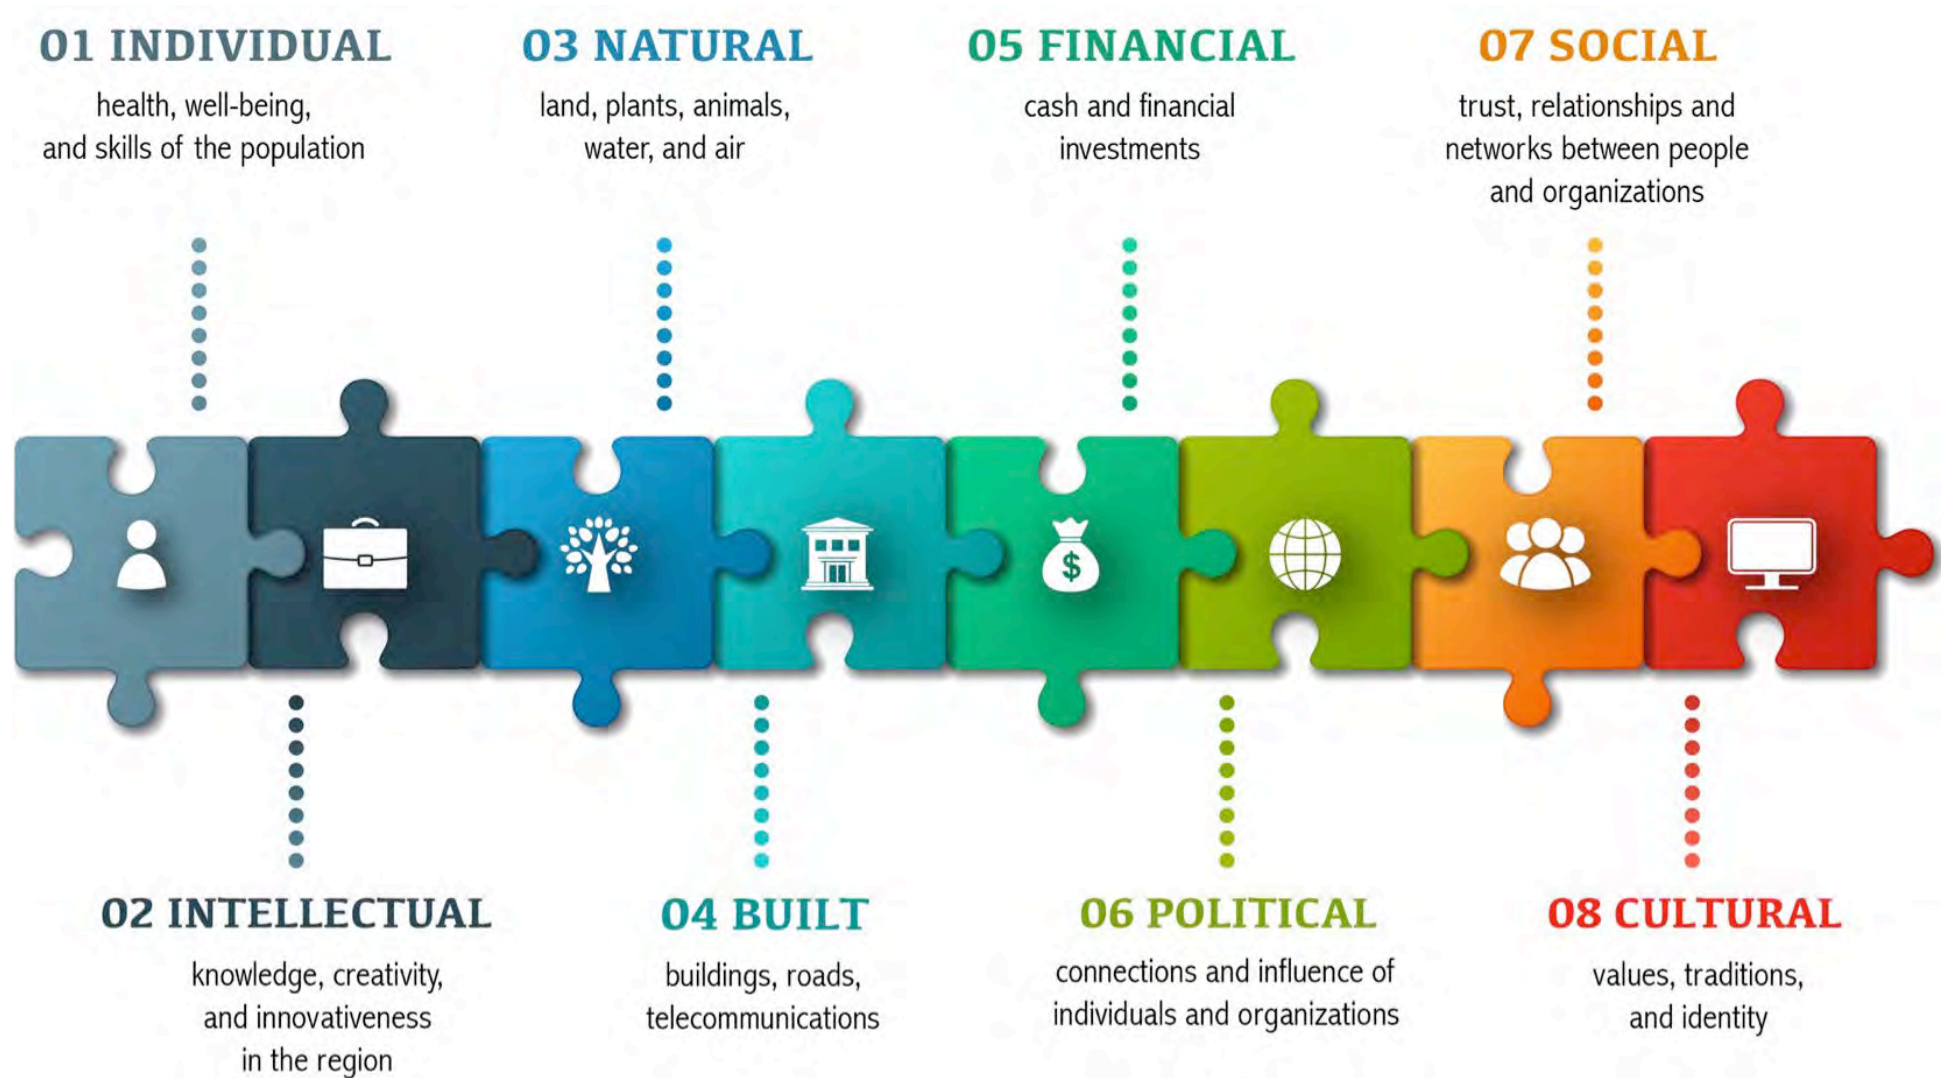 01 INDIVIDUAL
health, well-being,
and skills of the population
03 NATURAL
land, plants, animals,
water, and air
05 FINANCIAL
cash and financial
investments
07 SOCIAL
trust, relationships and
networks between people
and organizations
$
02 INTELLECTUAL
knowledge, creativity,
and innovativeness
in the region
04 BUILT
buildings, roads,
telecommunications
06 POLITICAL
connections and influence of
individuals and organizations
08 CULTURAL
values, traditions,
and identity